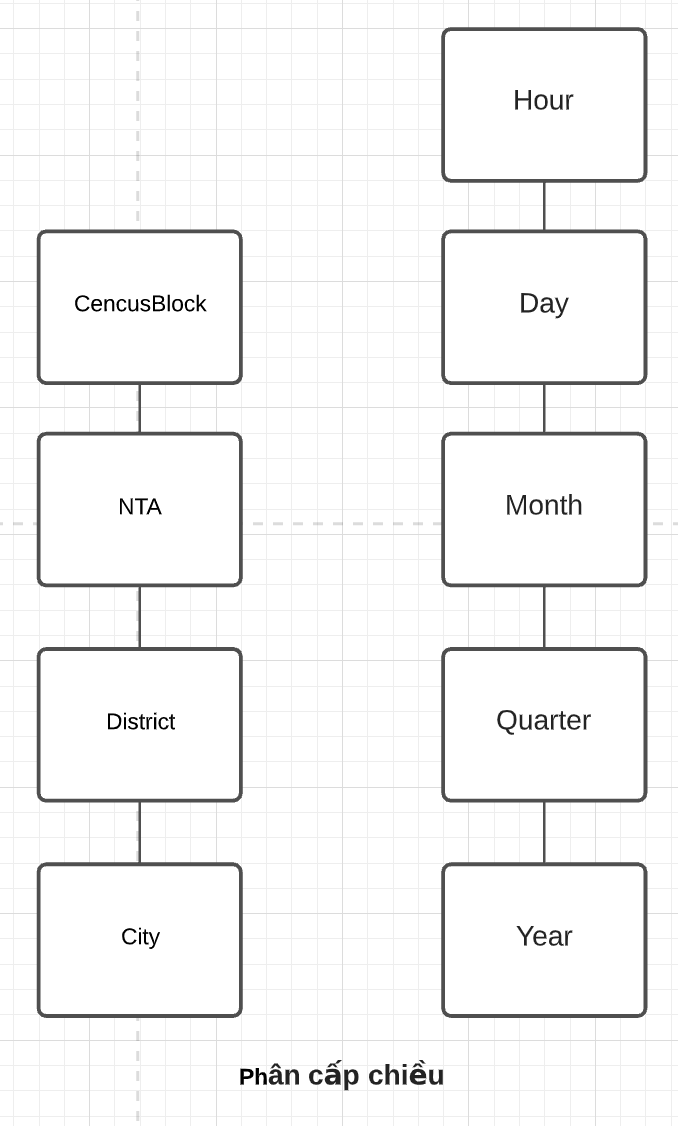 Hour
CencusBlock
Day
NTA
Month
District
Quarter
City
Year
Phân cấp chiều